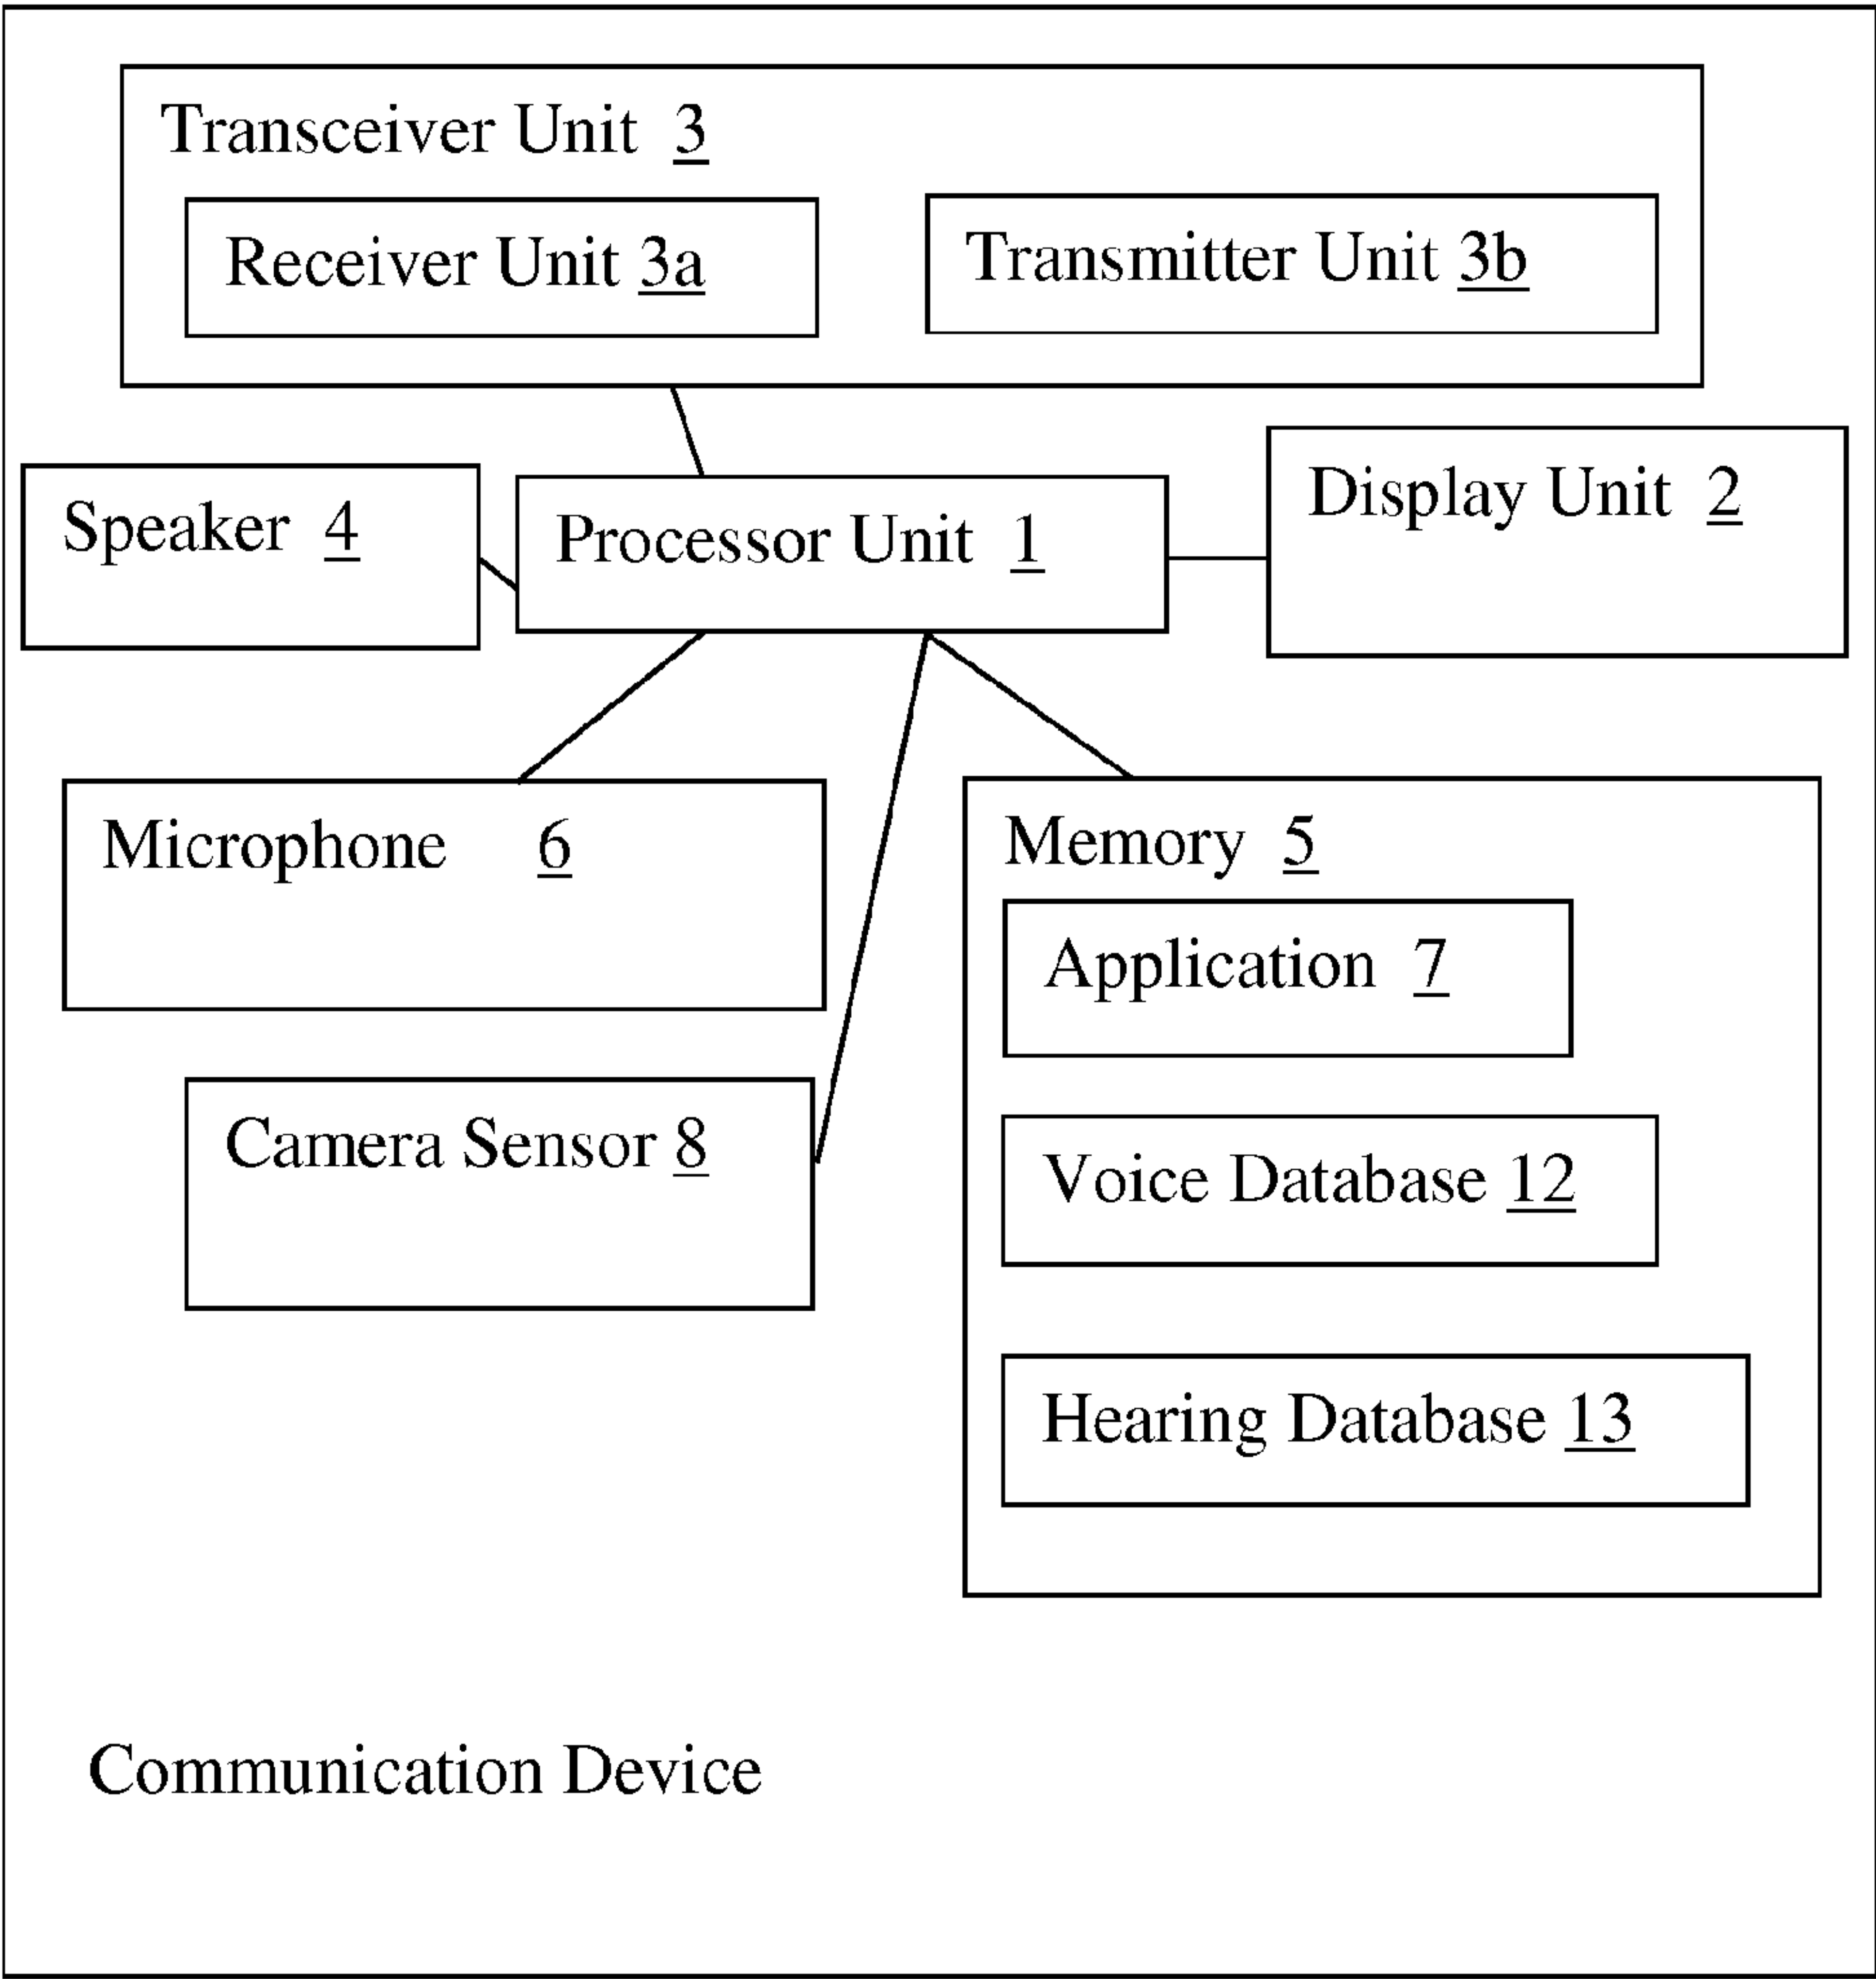 Transceiver Unit 3
Receiver Unit 3a
Transmitter Unit 3b
Speaker 4
Processor Unit 1
Display Unit 2
Microphone 6
Memory 5
Application 7
Camera Sensor 8
Voice Database 12
Hearing Database 13
Communication Device